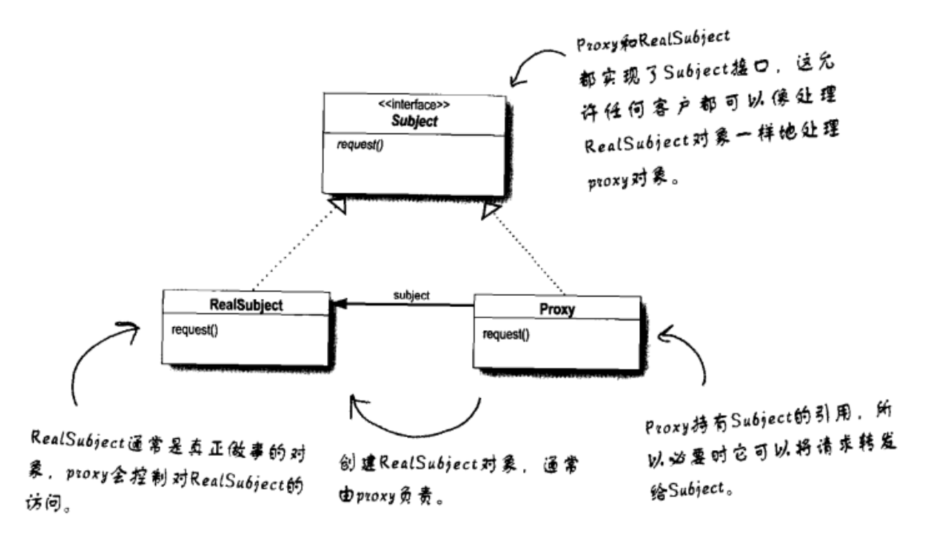 Proxy和RealSubject
都实现了Subject接口，这允
许任何客户都可以像处理
RealSubject对象一样地处理
proxy对象。
<<interface>>
Subject
request()
RealSubject
request()
subject
Proxy
request()
RealSubject通常是真正做事的对
象，proxy会控制对RealSubject的
访问。
创建RealSubject对象，通常
由proxy负责。
Proxy持有Subject的引用，所
以必要时它可以将请求转发
给Subject。